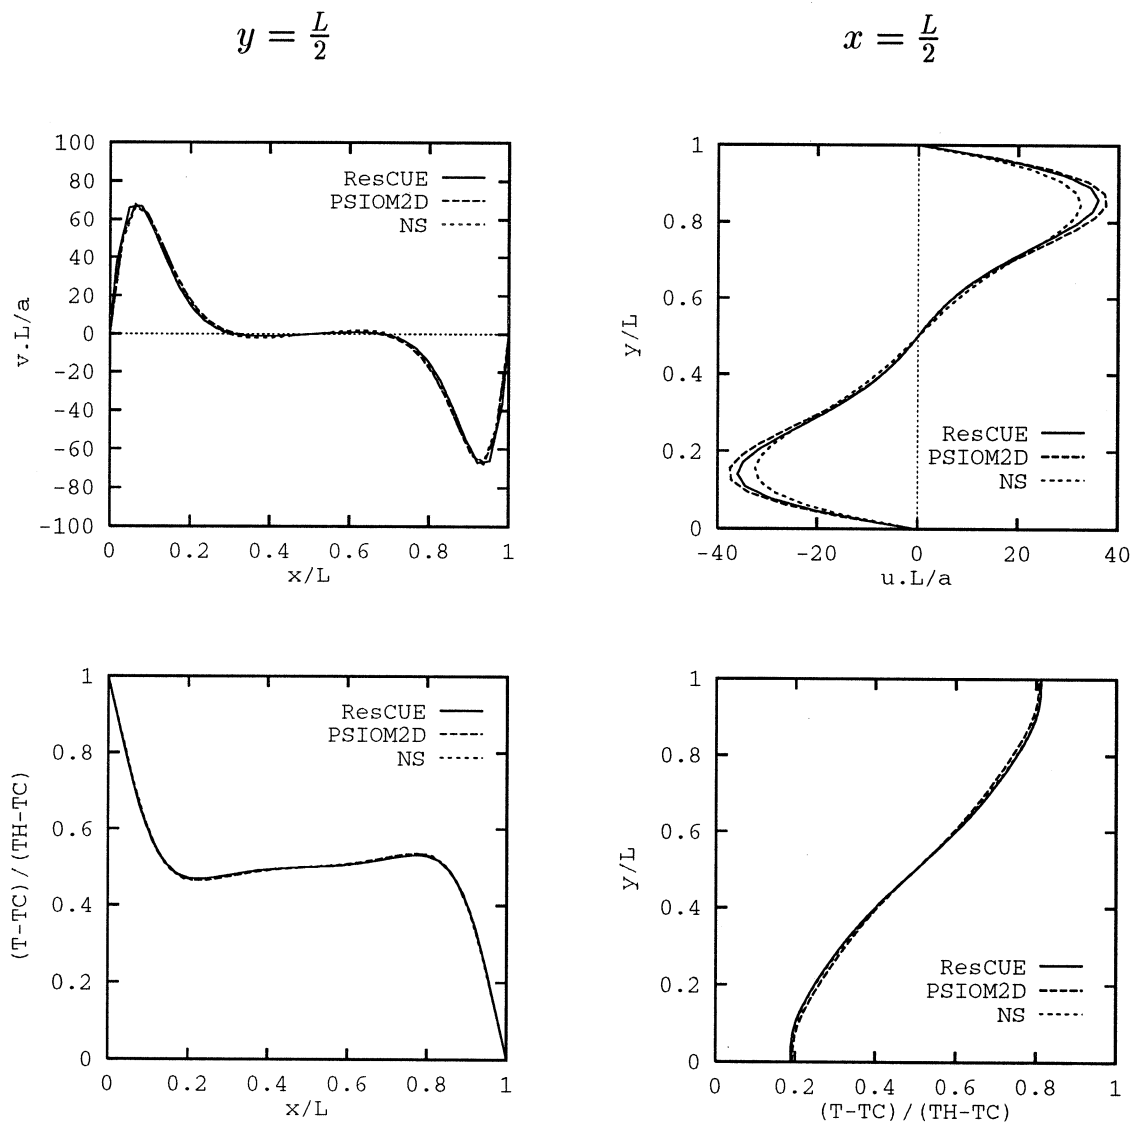 y = L/2
x = L/2
100
80
60
40
20
0
-20
-40
-60
-80
-100
v.L/a
ResCUE
PSIOM2D
NS
0 0.2 0.4 0.6 0.8 1
x/L
1
0.8
0.6
0.4
0.2
0
y/L
ResCUE
PSIOM2D
NS
-40 -20 0 20 40
u.L/a
1
0.8
0.6
0.4
0.2
0
(T-TC)/(TH-TC)
ResCUE
PSIOM2D
NS
0 0.2 0.4 0.6 0.8 1
x/L
1
0.8
0.6
0.4
0.2
0
y/L
ResCUE
PSIOM2D
NS
0 0.2 0.4 0.6 0.8 1
(T-TC)/(TH-TC)